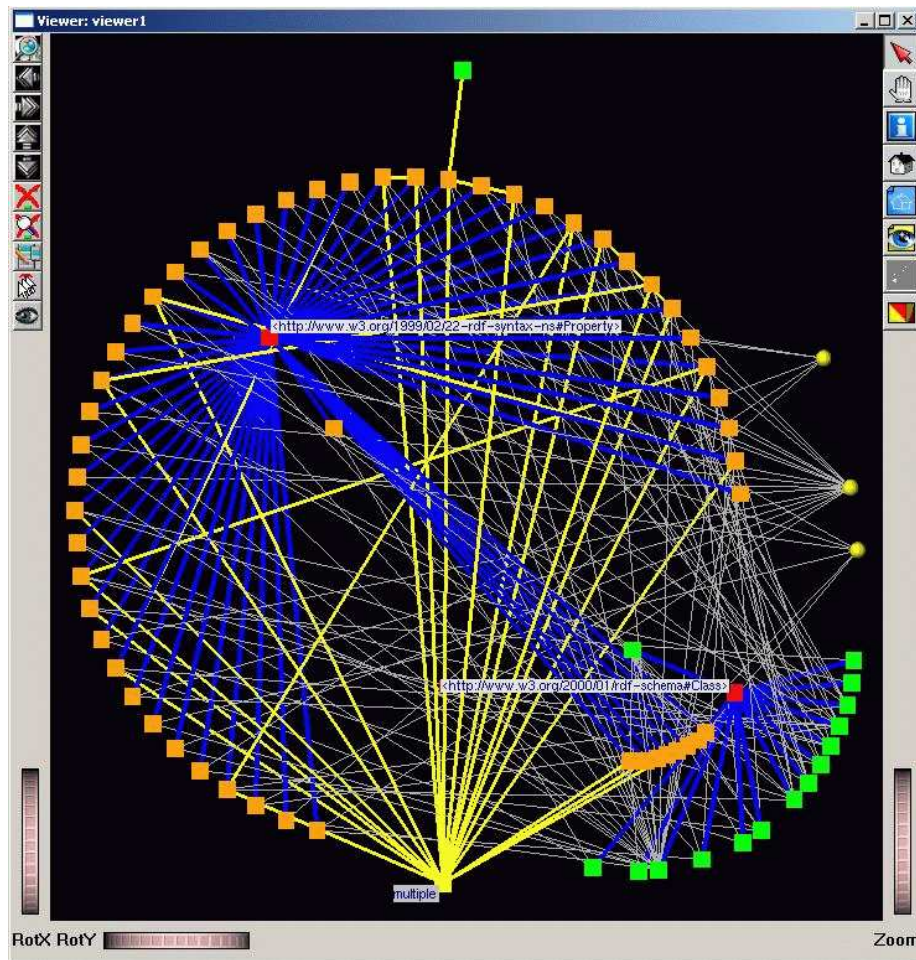 Viewer: viewer1
<http://www.w3.org/1999/02/22-rdf-syntax-ns#Property>
<http://www.w3.org/2000/01/rdf-schema#Class>
multiple
RotX RotY
Zoom